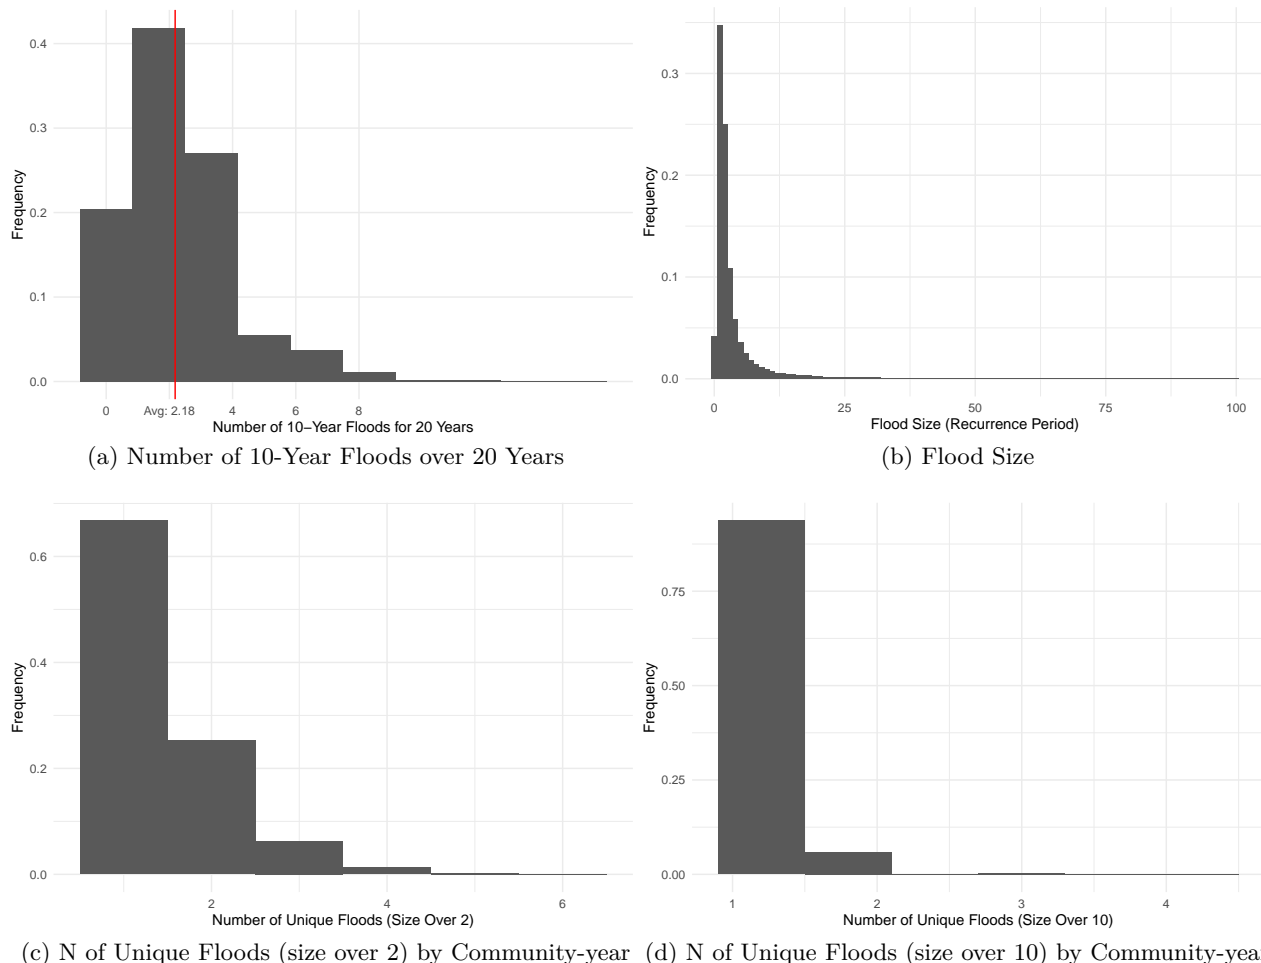 0.4
0.3
0.2
0.1
0.0
Frequency
0 Avg: 2.18 4 6 8
Number of 10−Year Floods for 20 Years
(a) Number of 10-Year Floods over 20 Years
0.3
0.2
0.1
0.0
Frequency
0 25 50 75 100
Flood Size (Recurrence Period)
(b) Flood Size
0.6
0.4
0.2
0.0
Frequency
2 4 6
Number of Unique Floods (Size Over 2)
(c) N of Unique Floods (size over 2) by Community-year
0.75
0.50
0.25
0.00
Frequency
1 2 3 4
Number of Unique Floods (Size Over 10)
(d) N of Unique Floods (size over 10) by Community-yea